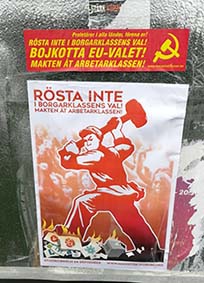 Proletärer i alla länder, förena er!
RÖSTA INTE I BORGARKLASSENS VAL!
BOJKOTTA EU-VALET!
MAKTEN ÅT ARBETARKLASSEN!
RÖSTA INTE
I BORGARKLASSENS VAL!
MAKTEN ÅT ARBETARKLASSEN!